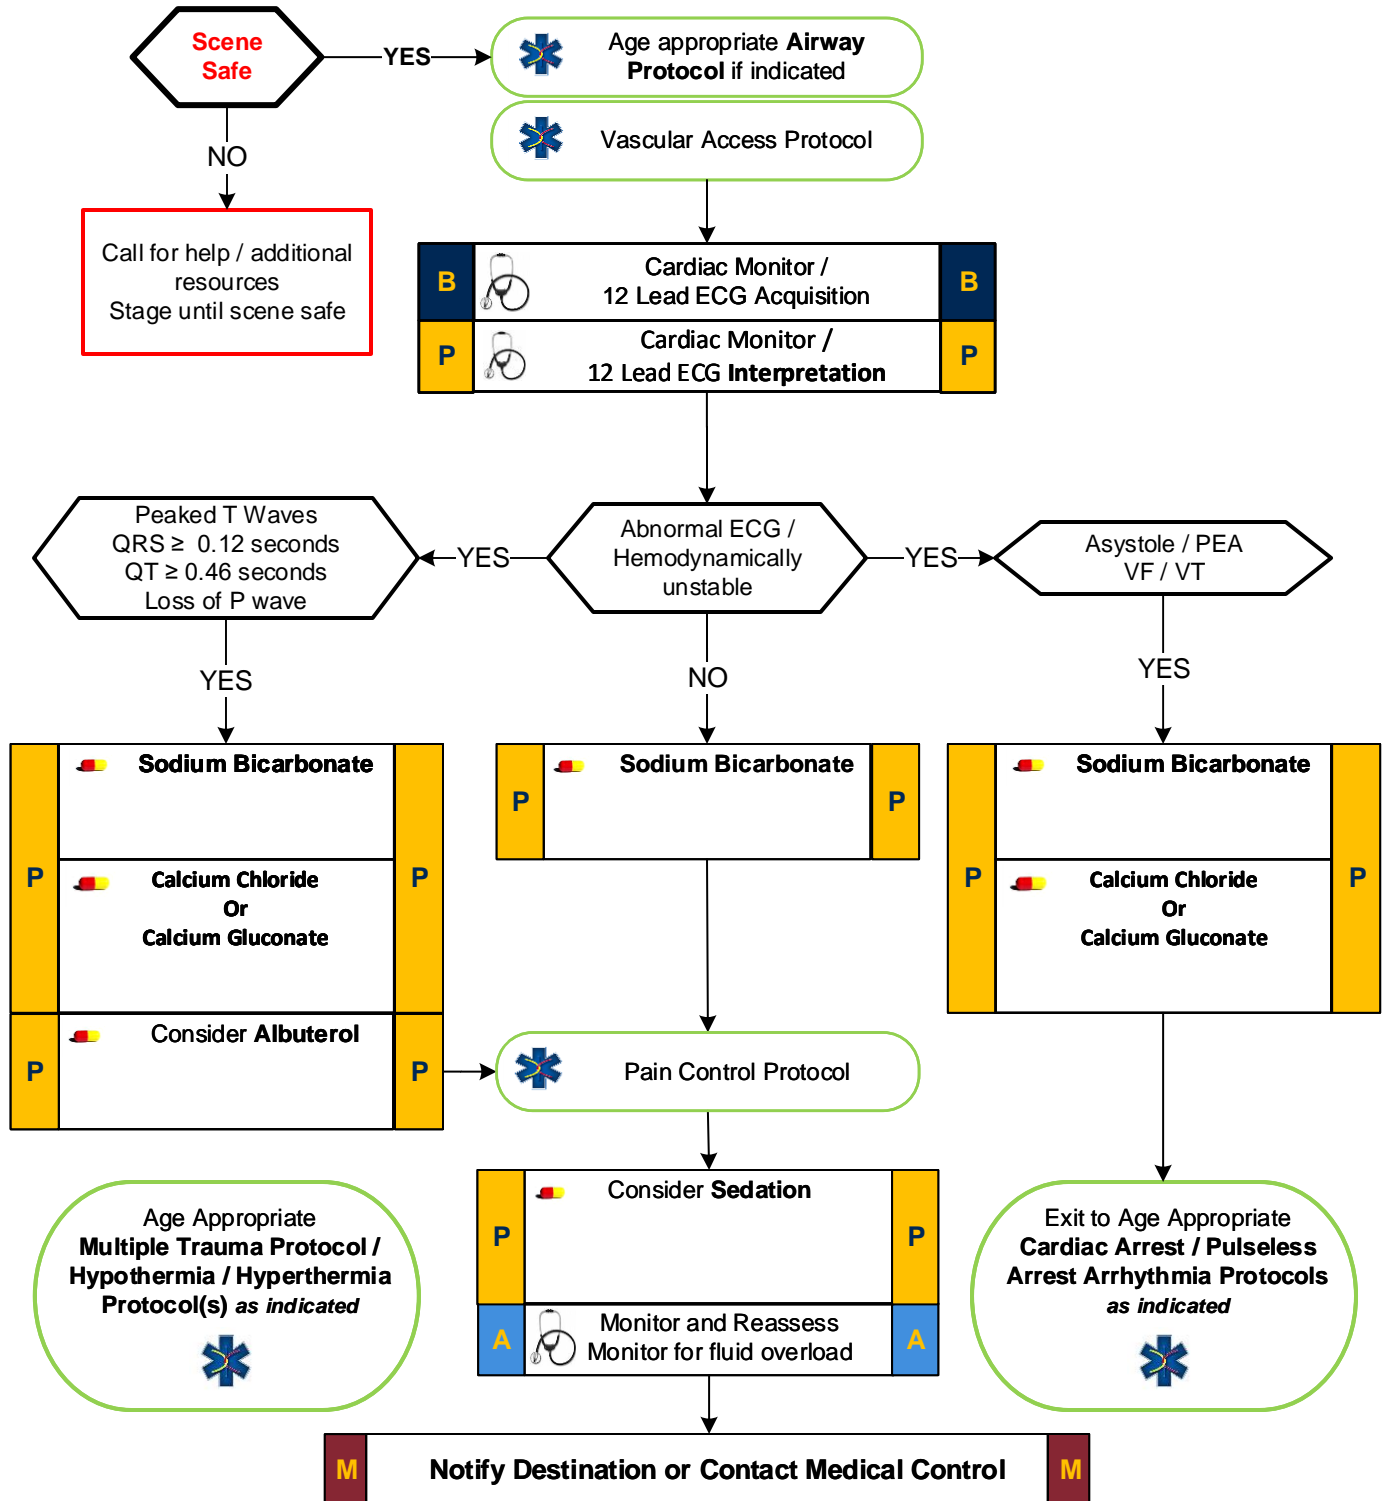 Scene
Safe
YES
Age appropriate Airway
Protocol if indicated
Vascular Access Protocol
NO
Call for help / additional
resources
Stage until scene safe
B
Cardiac Monitor /
12 Lead ECG Acquisition
B
P
Cardiac Monitor /
12 Lead ECG Interpretation
P
Peaked T Waves
QRS ≥ 0.12 seconds
QT ≥ 0.46 seconds
Loss of P wave
YES
Abnormal ECG /
Hemodynamically
unstable
YES
Asystole / PEA
VF / VT
YES
NO
YES
P
Sodium Bicarbonate
Calcium Chloride
Or
Calcium Gluconate
P
P
Consider Albuterol
P
P
Sodium Bicarbonate
P
P
Sodium Bicarbonate
Calcium Chloride
Or
Calcium Gluconate
P
Pain Control Protocol
P
Consider Sedation
P
A
Monitor and Reassess
Monitor for fluid overload
A
Age Appropriate
Multiple Trauma Protocol /
Hypothermia / Hyperthermia
Protocol(s) as indicated
Exit to Age Appropriate
Cardiac Arrest / Pulseless
Arrest Arrhythmia Protocols
as indicated
M
Notify Destination or Contact Medical Control
M